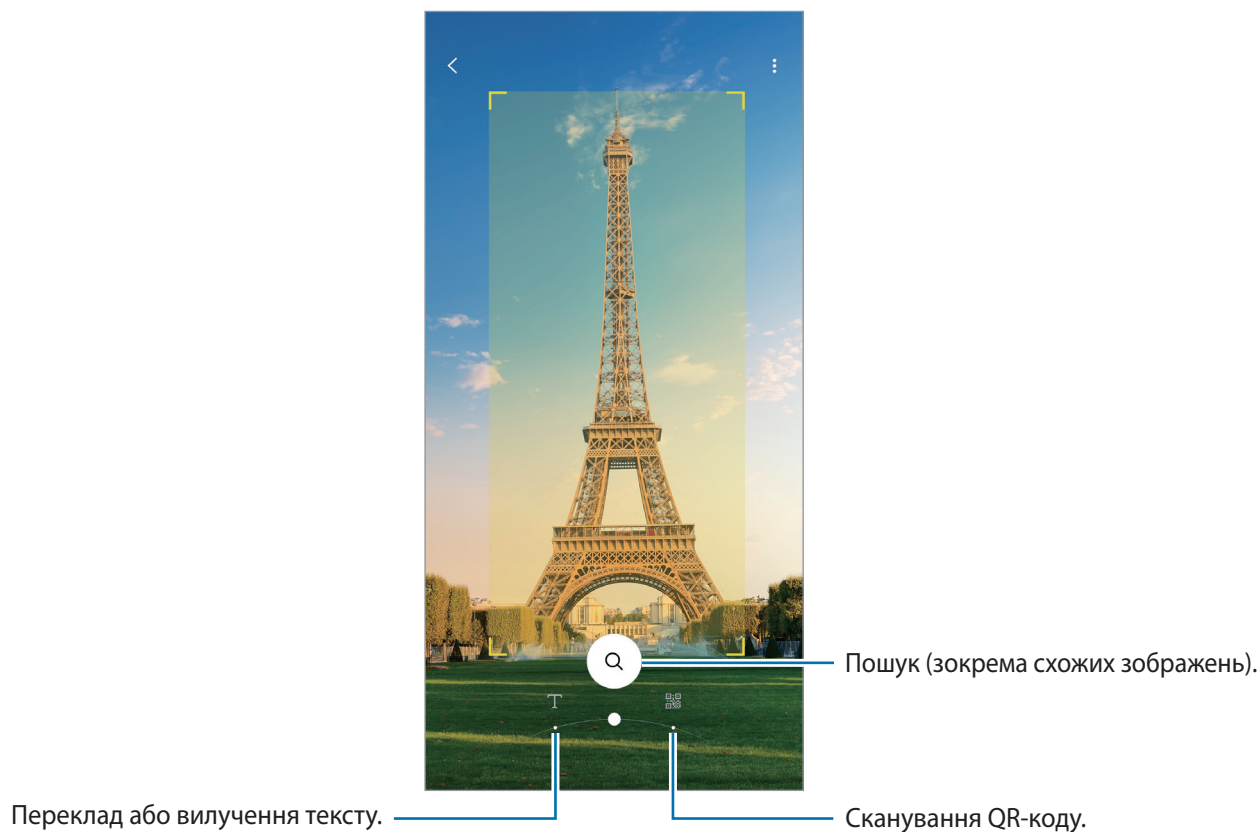 Пошук (зокрема схожих зображень).
T
Переклад або вилучення тексту.
Сканування QR-коду.